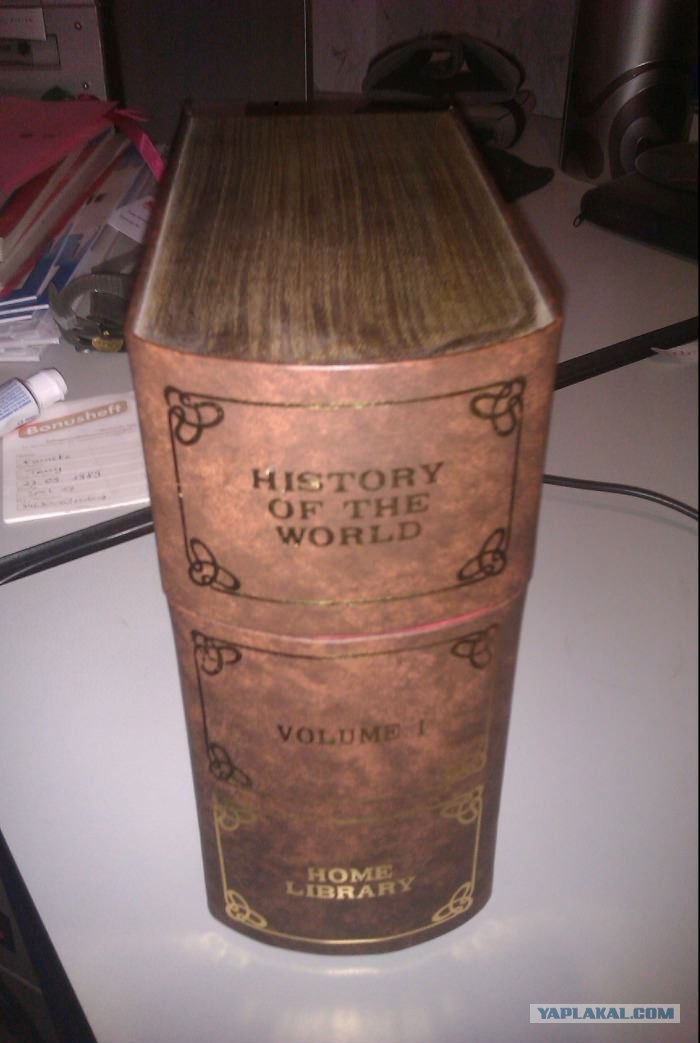 HISTORY
OF THE
WORLD
VOLUME I
HOME
LIBRARY
Bonusheft
YAPLAKAL.COM